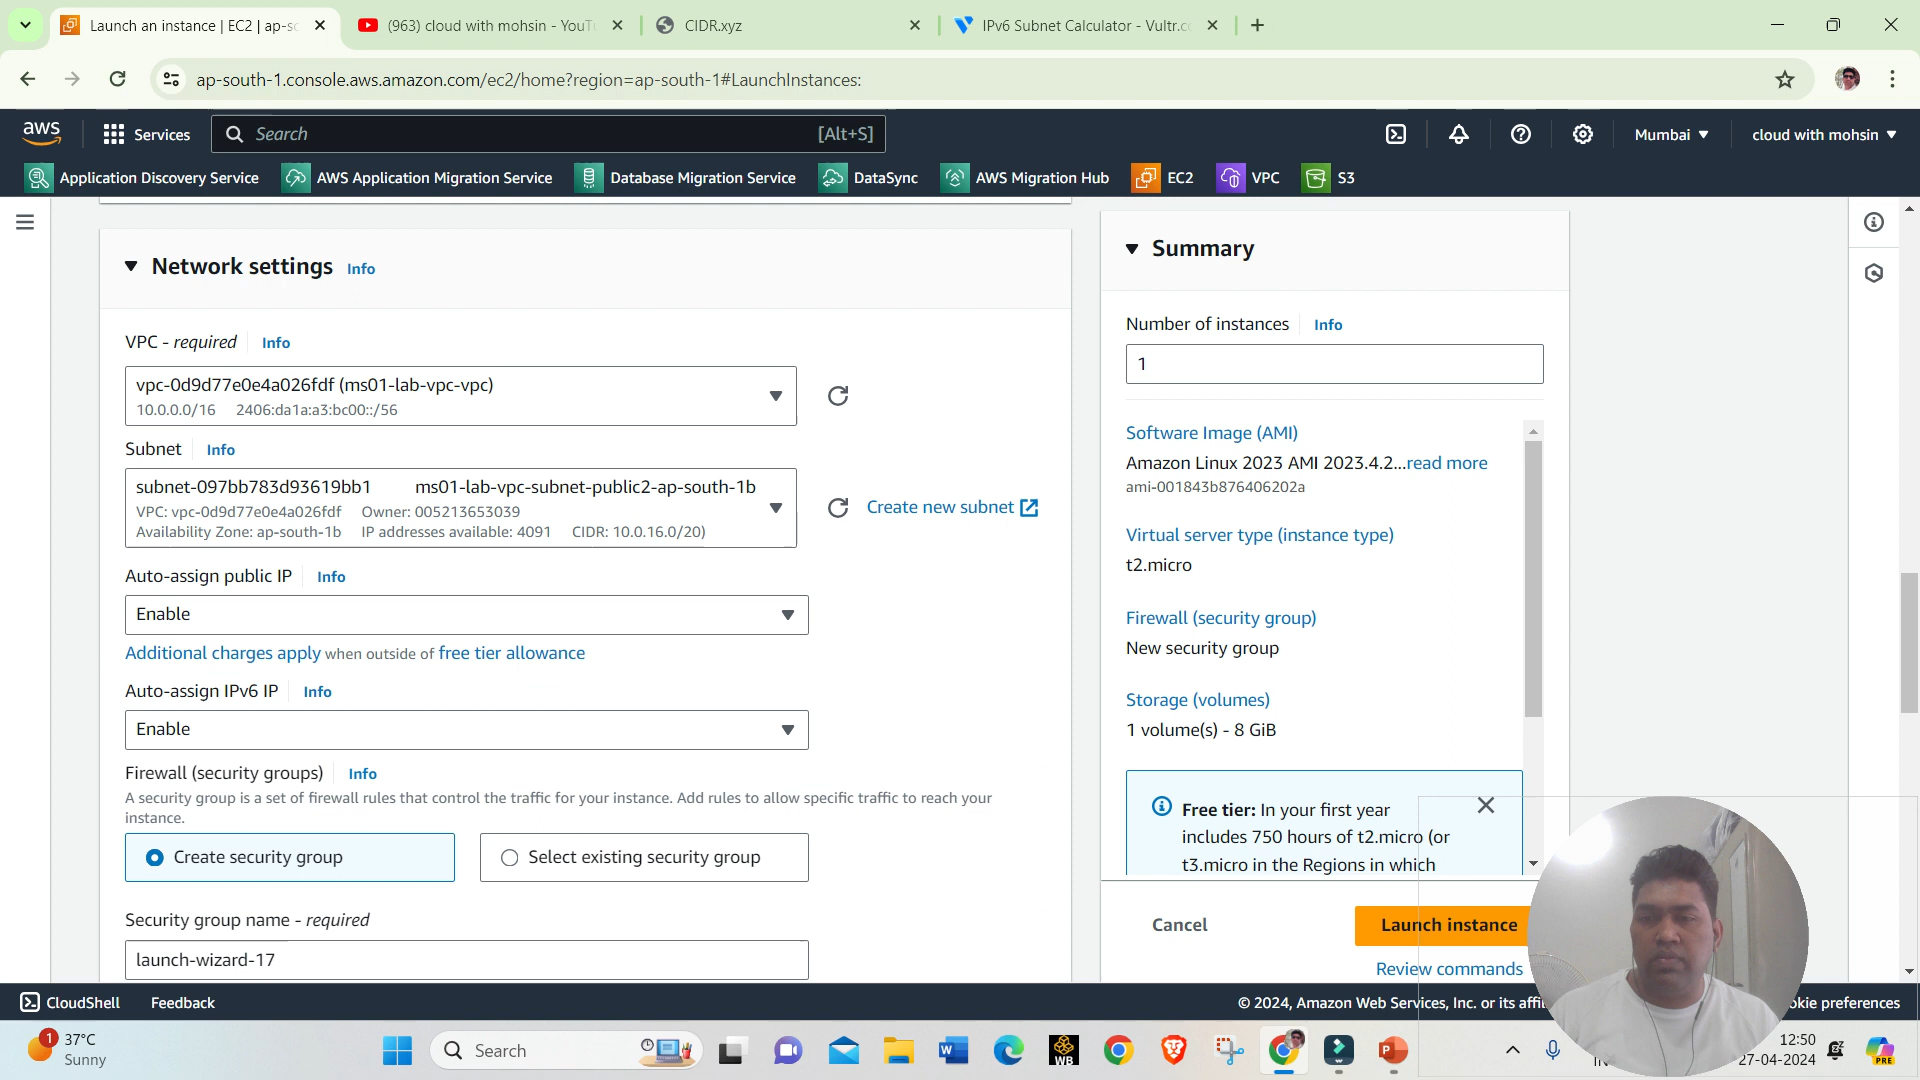 Launch an instance | EC2 | ap-so
(963) cloud with mohsin - YouTu
CIDR.xyz
IPv6 Subnet Calculator - Vultr.co
ap-south-1.console.aws.amazon.com/ec2/home?region=ap-south-1#LaunchInstances:
aws
Services
Search
[Alt+S]
Mumbai
cloud with mohsin
Application Discovery Service
AWS Application Migration Service
Database Migration Service
DataSync
AWS Migration Hub
EC2
VPC
S3
Network settings Info
VPC - required Info
vpc-0d9d77e0e4a026fdf (ms01-lab-vpc-vpc)
10.0.0.0/16 2406:da1a:a3:bc00::/56
Subnet Info
subnet-097bb783d93619bb1 ms01-lab-vpc-subnet-public2-ap-south-1b
VPC: vpc-0d9d77e0e4a026fdf Owner: 005213653039
Availability Zone: ap-south-1b IP addresses available: 4091 CIDR: 10.0.16.0/20)
Create new subnet
Auto-assign public IP Info
Enable
Additional charges apply when outside of free tier allowance
Auto-assign IPv6 IP Info
Enable
Firewall (security groups) Info
A security group is a set of firewall rules that control the traffic for your instance. Add rules to allow specific traffic to reach your
instance.
Create security group
Select existing security group
Security group name - required
launch-wizard-17
Summary
Number of instances Info
1
Software Image (AMI)
Amazon Linux 2023 AMI 2023.4.2...read more
ami-001843b876406202a
Virtual server type (instance type)
t2.micro
Firewall (security group)
New security group
Storage (volumes)
1 volume(s) - 8 GiB
Free tier: In your first year
includes 750 hours of t2.micro (or
t3.micro in the Regions in which
Cancel
Launch instance
Review commands
CloudShell
Feedback
© 2024, Amazon Web Services, Inc. or its affi
okie preferences
1
37°C
Sunny
Search
WB
12:50
27-04-2024
PRE